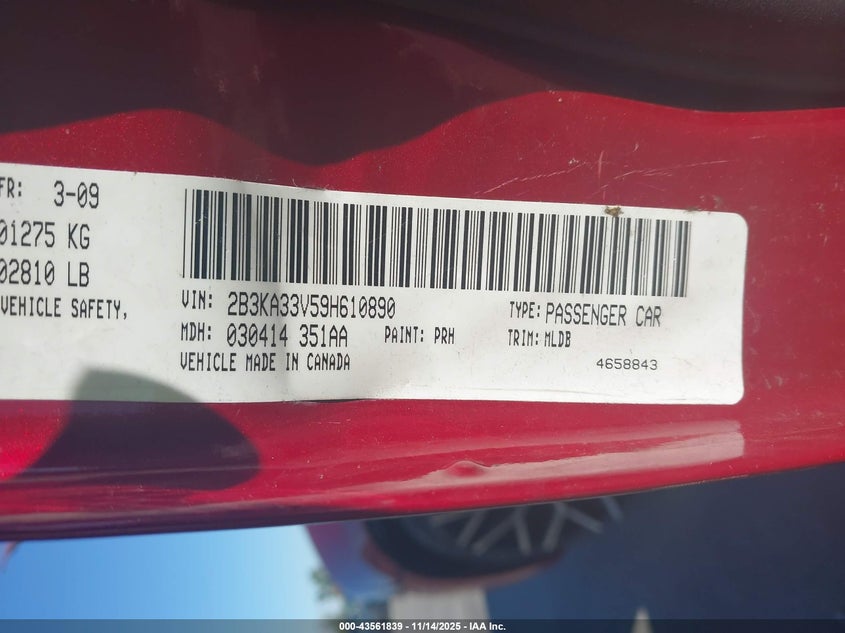 FR: 3-09
01275 KG
02810 LB
VEHICLE SAFETY,
VIN: 2B3KA33V59H610890
TYPE: PASSENGER CAR
MDH: 030414 351AA
PAINT: PRH
TRIM: MLDB
VEHICLE MADE IN CANADA
4658843
000-43561839 | 11/14/2025 - IAA Inc.